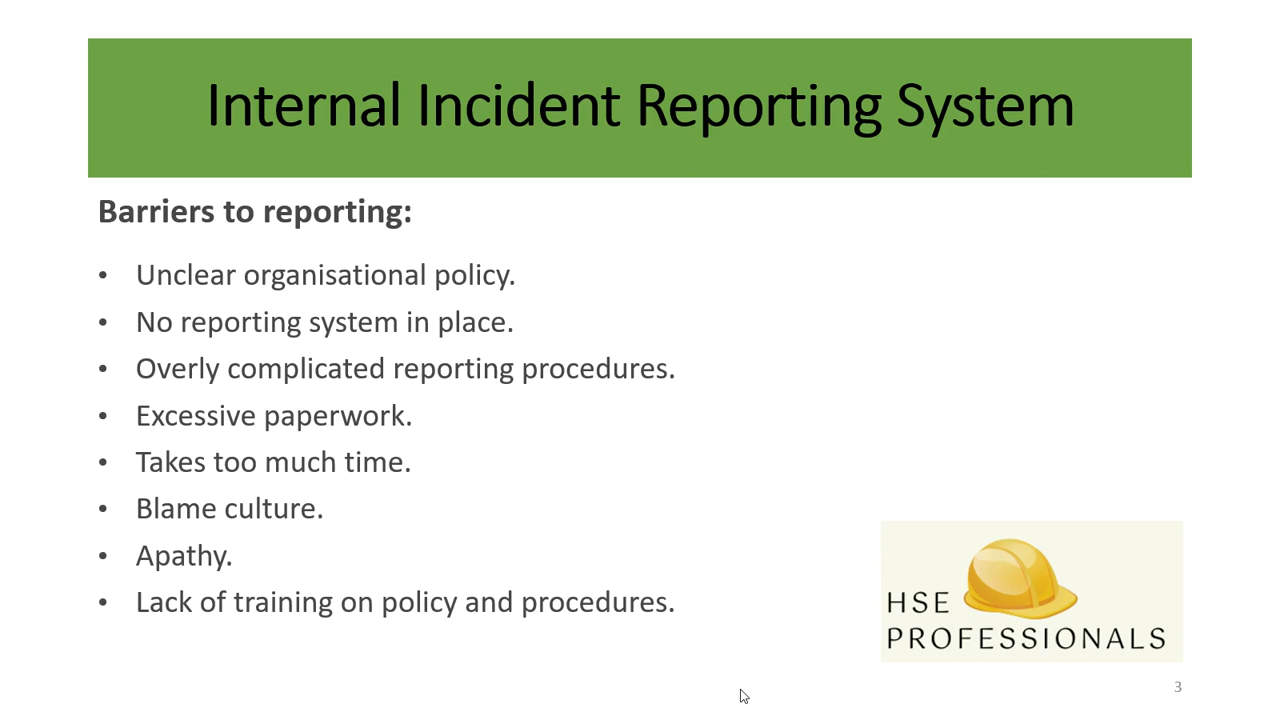 Internal Incident Reporting System
Barriers to reporting:
• Unclear organisational policy.
• No reporting system in place.
• Overly complicated reporting procedures.
• Excessive paperwork.
• Takes too much time.
• Blame culture.
• Apathy.
• Lack of training on policy and procedures.
HSE
PROFESSIONALS
3